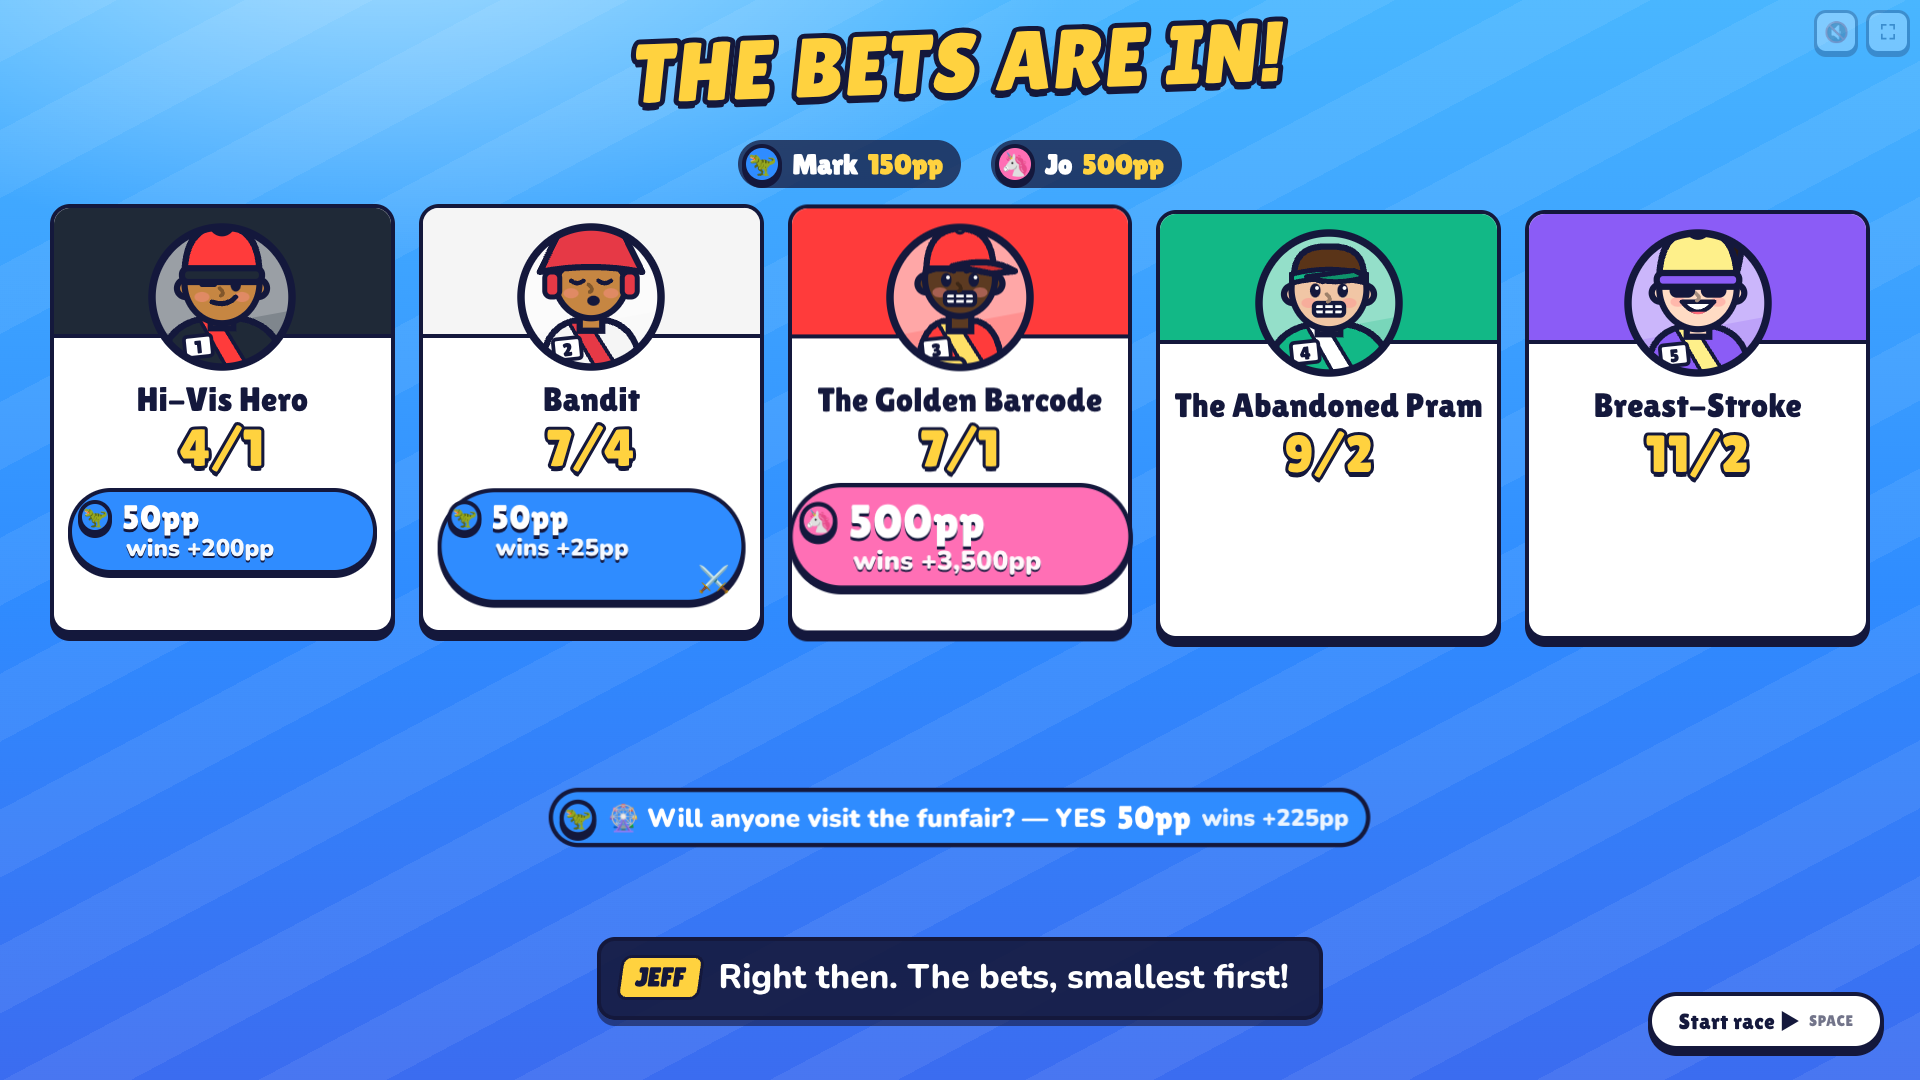 THE BETS ARE IN!
Mark 150pp
Jo 500pp
1
Hi-Vis Hero
4/1
50pp
wins +200pp
2
Bandit
7/4
50pp
wins +25pp
3
The Golden Barcode
7/1
500pp
wins +3,500pp
4
The Abandoned Pram
9/2
5
Breast-Stroke
11/2
Will anyone visit the funfair? — YES 50pp wins +225pp
JEFF Right then. The bets, smallest first!
Start race ▶ SPACE